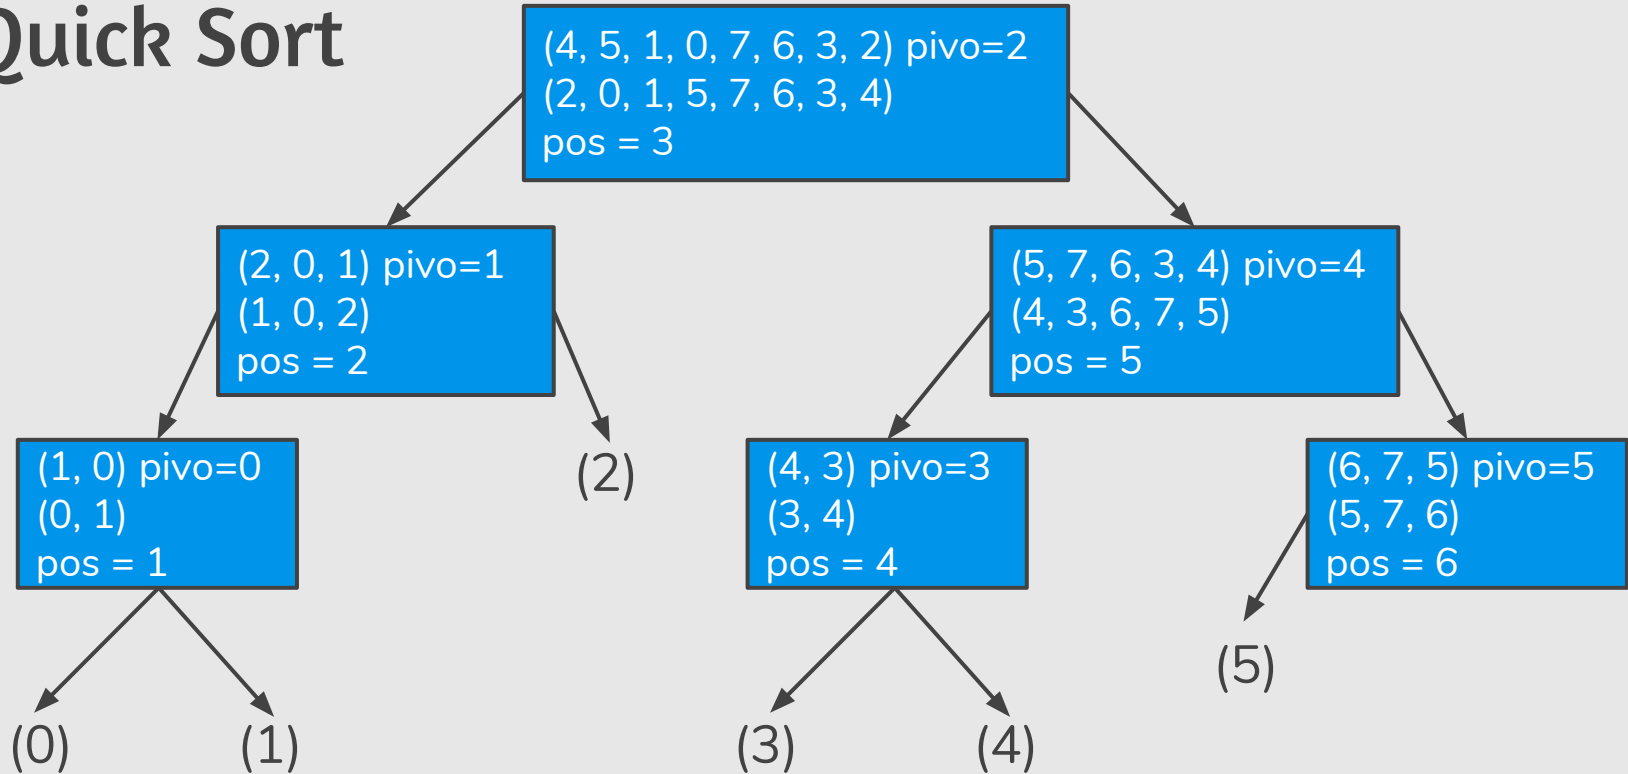 Quick Sort
(4, 5, 1, 0, 7, 6, 3, 2) pivo=2
(2, 0, 1, 5, 7, 6, 3, 4)
pos = 3
(2, 0, 1) pivo=1
(1, 0, 2)
pos = 2
(5, 7, 6, 3, 4) pivo=4
(4, 3, 6, 7, 5)
pos = 5
(1, 0) pivo=0
(0, 1)
pos = 1
(2)
(4, 3) pivo=3
(3, 4)
pos = 4
(6, 7, 5) pivo=5
(5, 7, 6)
pos = 6
(5)
(0)
(1)
(3)
(4)